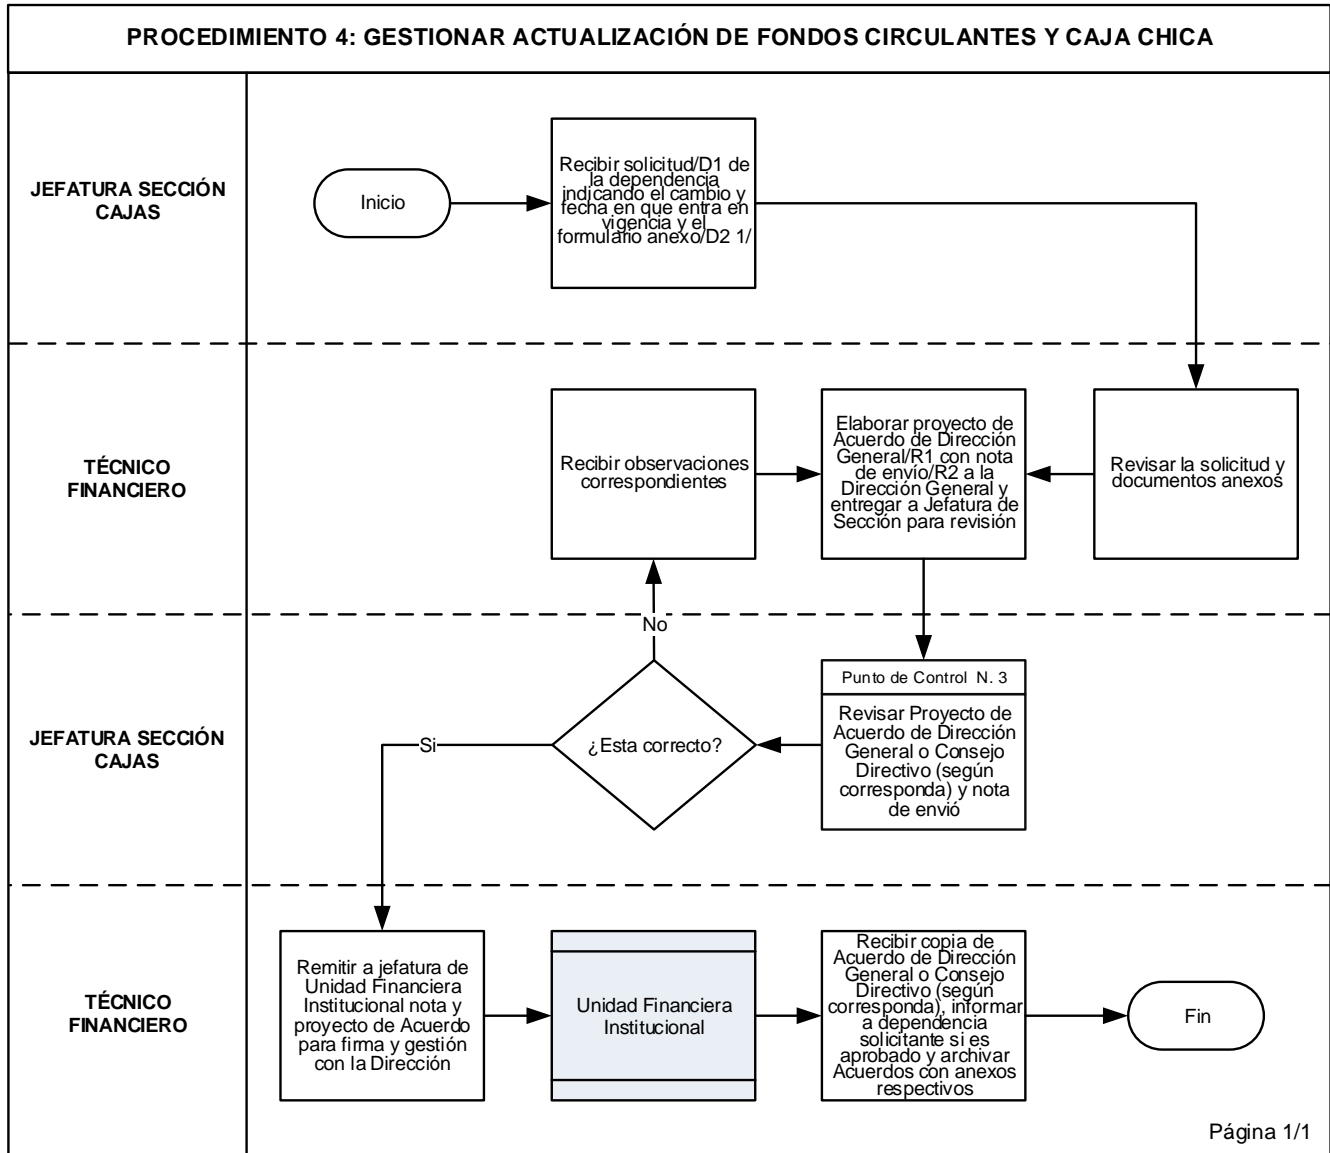 PROCEDIMIENTO 4: GESTIONAR ACTUALIZACIÓN DE FONDOS CIRCULANTES Y CAJA CHICA
JEFATURA SECCIÓN
CAJAS
Inicio
Recibir solicitud/D1 de
la dependencia
indicando el cambio y
fecha en que entra en
vigencia y el
formulario anexo/D2 1/
TÉCNICO
FINANCIERO
Recibir observaciones
correspondientes
Elaborar proyecto de
Acuerdo de Dirección
General/R1 con nota
de envío/R2 a la
Dirección General y
entregar a Jefatura de
Sección para revisión
Revisar la solicitud y
documentos anexos
No
JEFATURA SECCIÓN
CAJAS
Si
¿Esta correcto?
Punto de Control N. 3
Revisar Proyecto de
Acuerdo de Dirección
General o Consejo
Directivo (según
corresponda) y nota
de envió
TÉCNICO
FINANCIERO
Remitir a jefatura de
Unidad Financiera
Institucional nota y
proyecto de Acuerdo
para firma y gestión
con la Dirección
Unidad Financiera
Institucional
Recibir copia de
Acuerdo de Dirección
General o Consejo
Directivo (según
corresponda), informar
a dependencia
solicitante si es
aprobado y archivar
Acuerdos con anexos
respectivos
Fin
Página 1/1